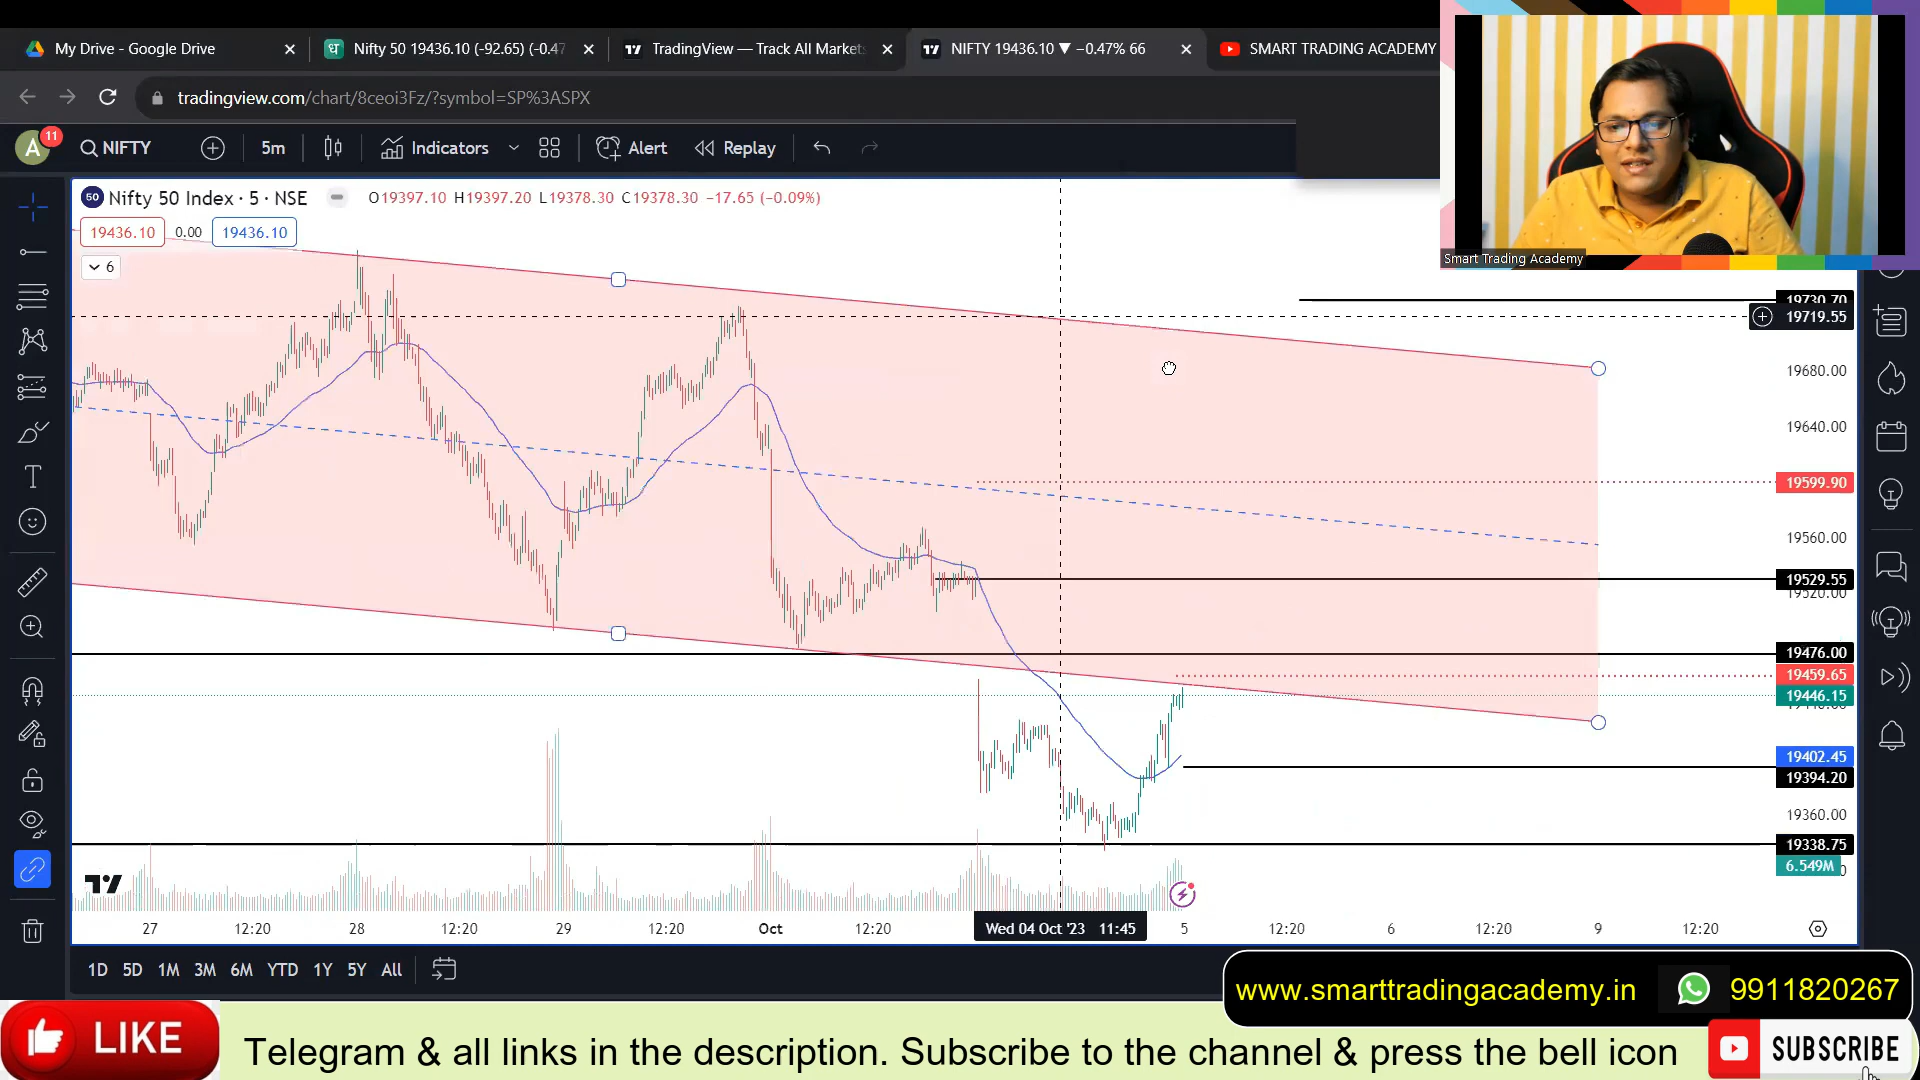 My Drive - Google Drive
Nifty 50 19436.10 (-92.65) (-0.47
TradingView — Track All Markets
NIFTY 19436.10 ▼ −0.47% 66
SMART TRADING ACADEMY
tradingview.com/chart/8ceoi3Fz/?symbol=SP%3ASPX
A
11
NIFTY
5m
Indicators
Alert
Replay
50
Nifty 50 Index · 5 · NSE
O19397.10 H19397.20 L19378.30 C19378.30 −17.65 (−0.09%)
19436.10
0.00
19436.10
6
Smart Trading Academy
19730.70
19719.55
19680.00
19640.00
19599.90
19560.00
19529.55
19520.00
19476.00
19459.65
19446.15
19402.45
19394.20
19360.00
19338.75
6.549M
27
12:20
28
12:20
29
12:20
Oct
12:20
Wed 04 Oct '23 11:45
5
12:20
6
12:20
9
12:20
1D
5D
1M
3M
6M
YTD
1Y
5Y
All
www.smarttradingacademy.in
9911820267
LIKE
Telegram & all links in the description. Subscribe to the channel & press the bell icon
SUBSCRIBE